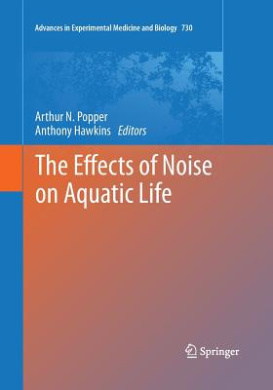 Advances in Experimental Medicine and Biology 730
Arthur N. Popper
Anthony Hawkins Editors
The Effects of Noise
on Aquatic Life
Springer